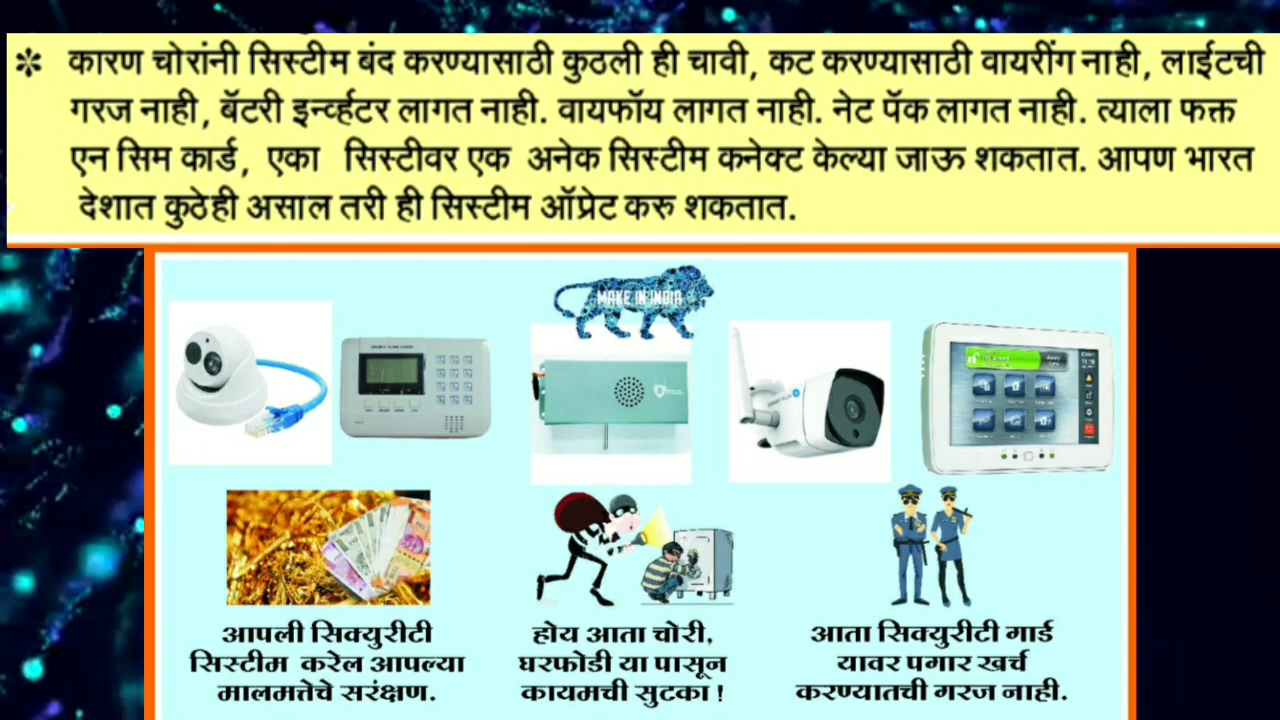 * कारण चोरांनी सिस्टीम बंद करण्यासाठी कुठली ही चावी, कट करण्यासाठी वायरींग नाही, लाईटची
गरज नाही, बॅटरी इन्व्हर्टर लागत नाही. वायफॉय लागत नाही. नेट पॅक लागत नाही. त्याला फक्त
एन सिम कार्ड, एका सिस्टीवर एक अनेक सिस्टीम कनेक्ट केल्या जाऊ शकतात. आपण भारत
देशात कुठेही असाल तरी ही सिस्टीम ऑप्रेट करु शकतात.
MAKE IN INDIA
आपली सिक्युरीटी
सिस्टीम करेल आपल्या
मालमत्तेचे सरंक्षण.
होय आता चोरी,
घरफोडी या पासून
कायमची सुटका !
आता सिक्युरीटी गार्ड
यावर पगार खर्च
करण्यातची गरज नाही.